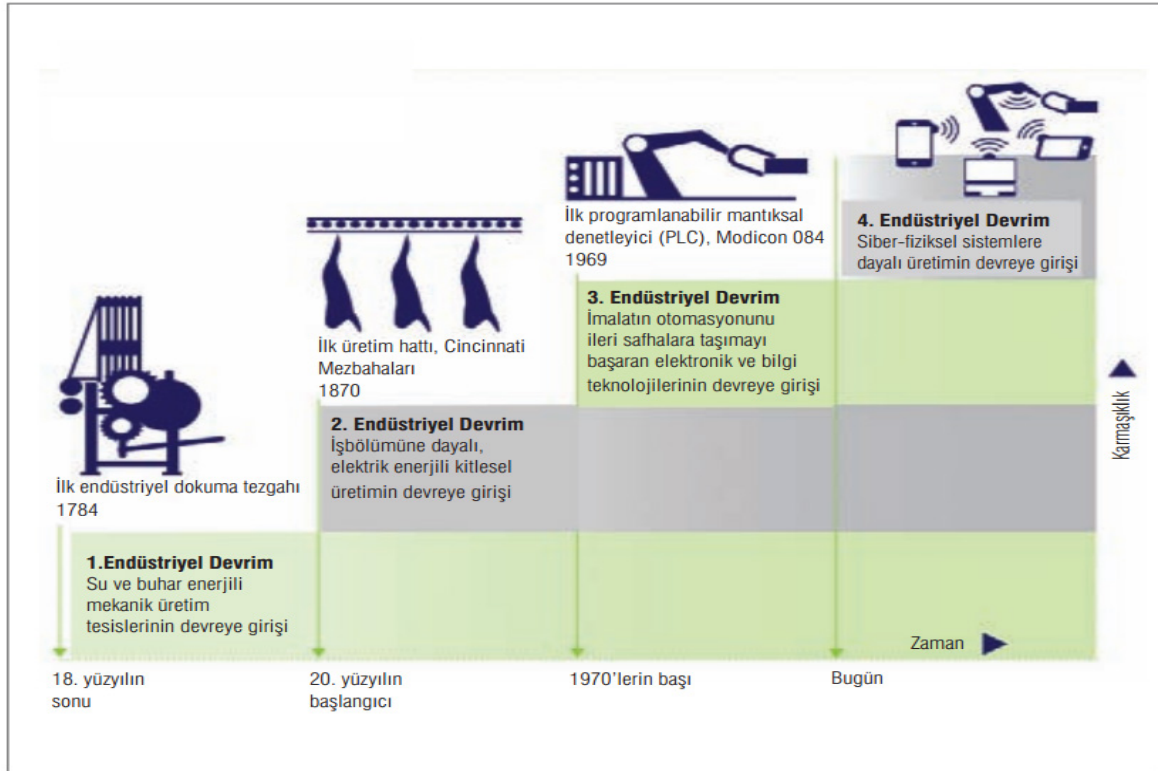 İlk endüstriyel dokuma tezgahı
1784
1.Endüstriyel Devrim
Su ve buhar enerjili
mekanik üretim
tesislerinin devreye girişi
18. yüzyılın
sonu
İlk üretim hattı, Cincinnati
Mezbahaları
1870
2. Endüstriyel Devrim
İşbölümüne dayalı,
elektrik enerjili kitlesel
üretimin devreye girişi
20. yüzyılın
başlangıcı
İlk programlanabilir mantıksal
denetleyici (PLC), Modicon 084
1969
3. Endüstriyel Devrim
İmalatın otomasyonunu
ileri safhalara taşımayı
başaran elektronik ve bilgi
teknolojilerinin devreye girişi
1970'lerin başı
4. Endüstriyel Devrim
Siber-fiziksel sistemlere
dayalı üretimin devreye girişi
Bugün
Zaman
Karmaşıklık